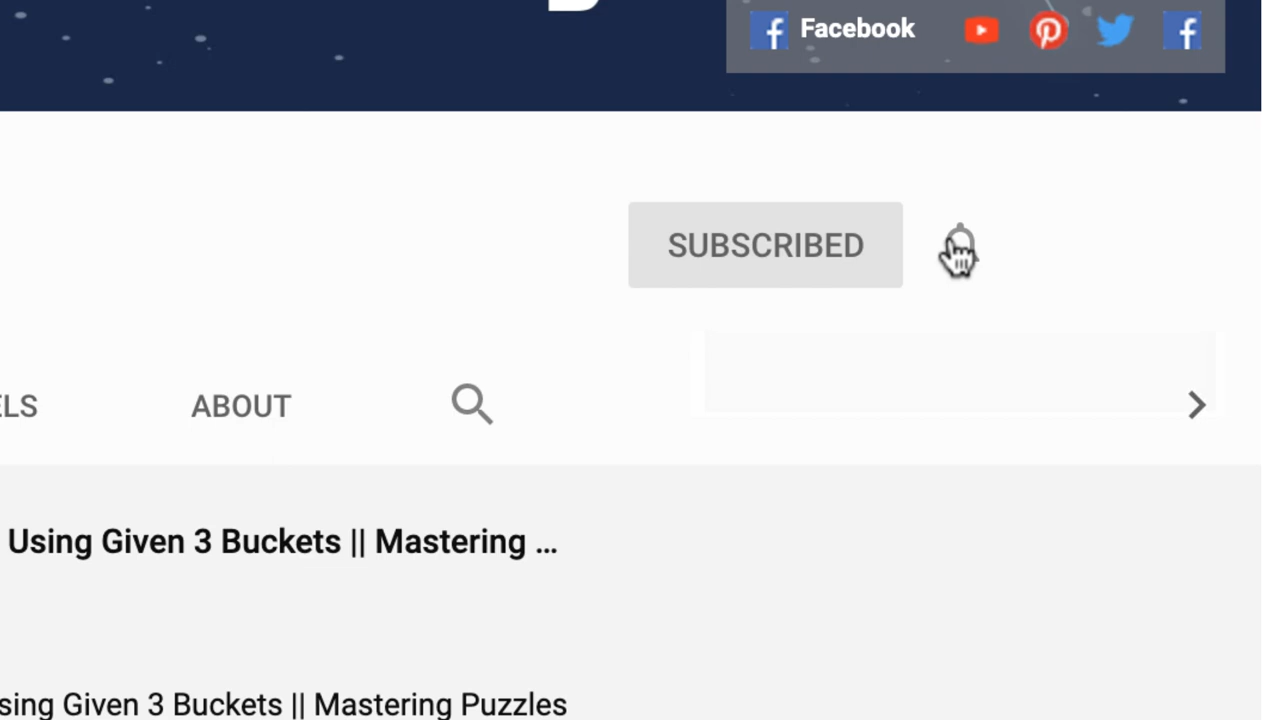 Facebook
SUBSCRIBED
ELS
ABOUT
Using Given 3 Buckets || Mastering ...
sing Given 3 Buckets || Mastering Puzzles